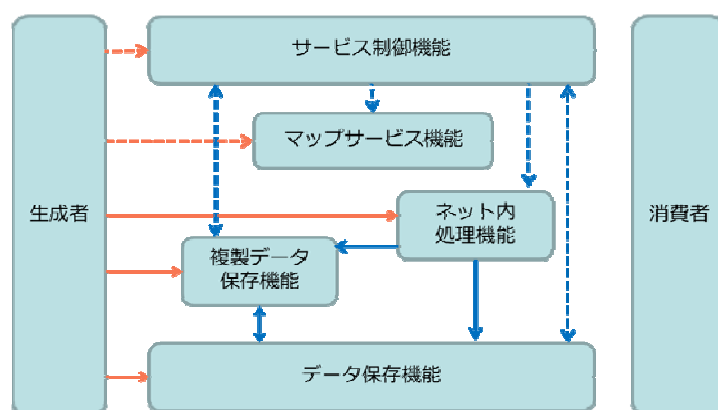 サービス制御機能
マップサービス機能
生成者
ネット内
処理機能
消費者
複製データ
保存機能
データ保存機能